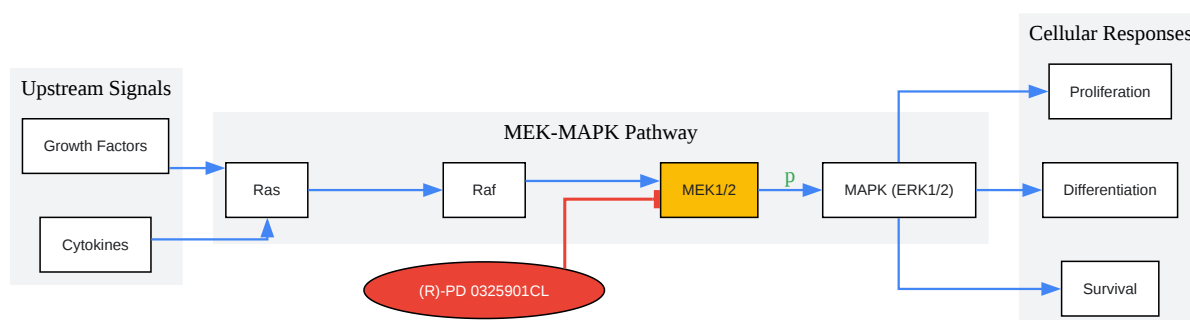 Upstream Signals
Growth Factors
Cytokines
MEK-MAPK Pathway
Ras
Raf
MEK1/2
p
MAPK (ERK1/2)
(R)-PD 0325901CL
Cellular Responses
Proliferation
Differentiation
Survival